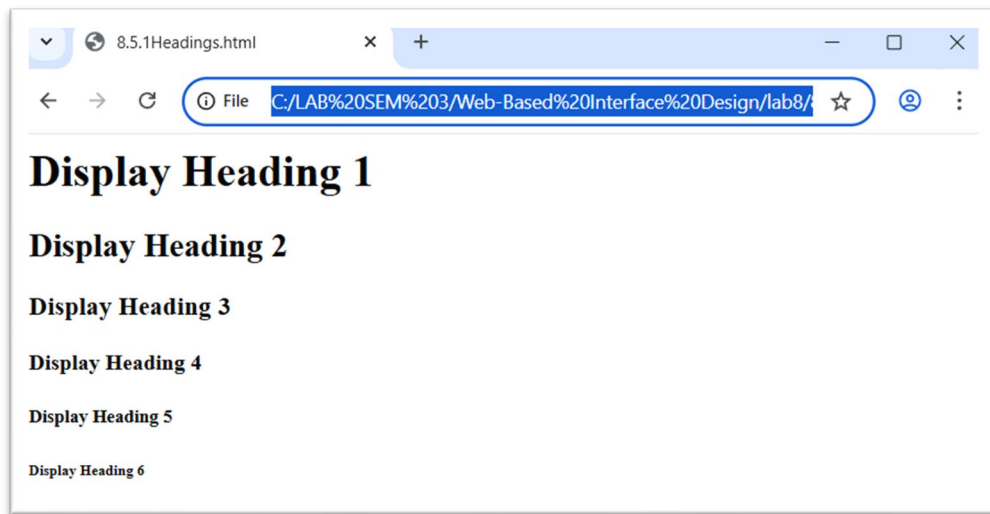 8.5.1Headings.html
File C:/LAB%20SEM%203/Web-Based%20Interface%20Design/lab8/
Display Heading 1
Display Heading 2
Display Heading 3
Display Heading 4
Display Heading 5
Display Heading 6